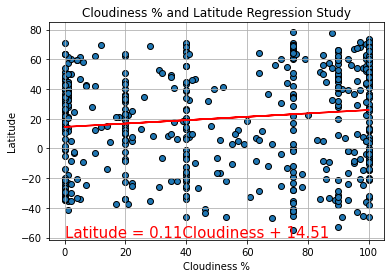 Cloudiness % and Latitude Regression Study
80
60
40
20
0
−20
−40
−60
Latitude
Latitude = 0.11Cloudiness + 14.51
0 20 40 60 80 100
Cloudiness %